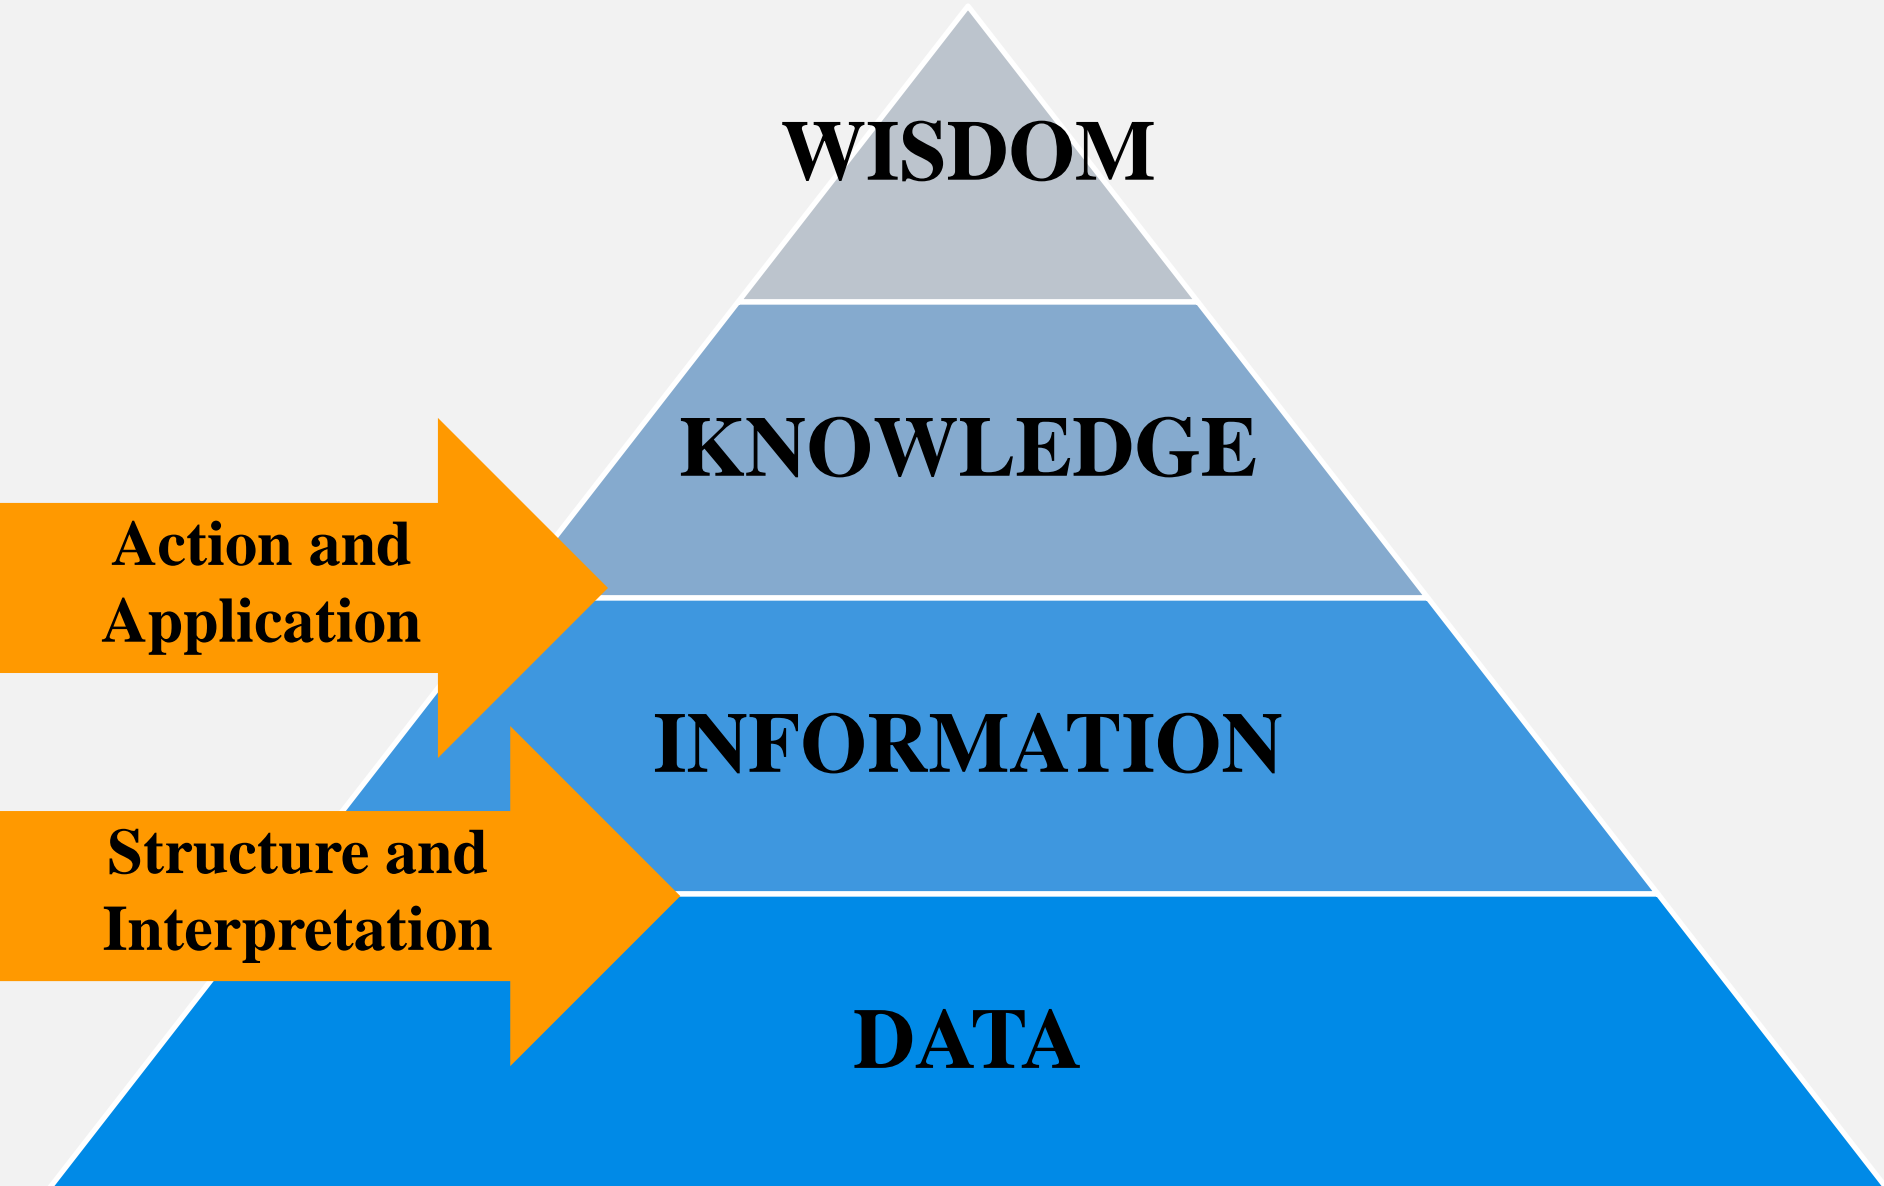 WISDOM
KNOWLEDGE
Action and
Application
INFORMATION
Structure and
Interpretation
DATA